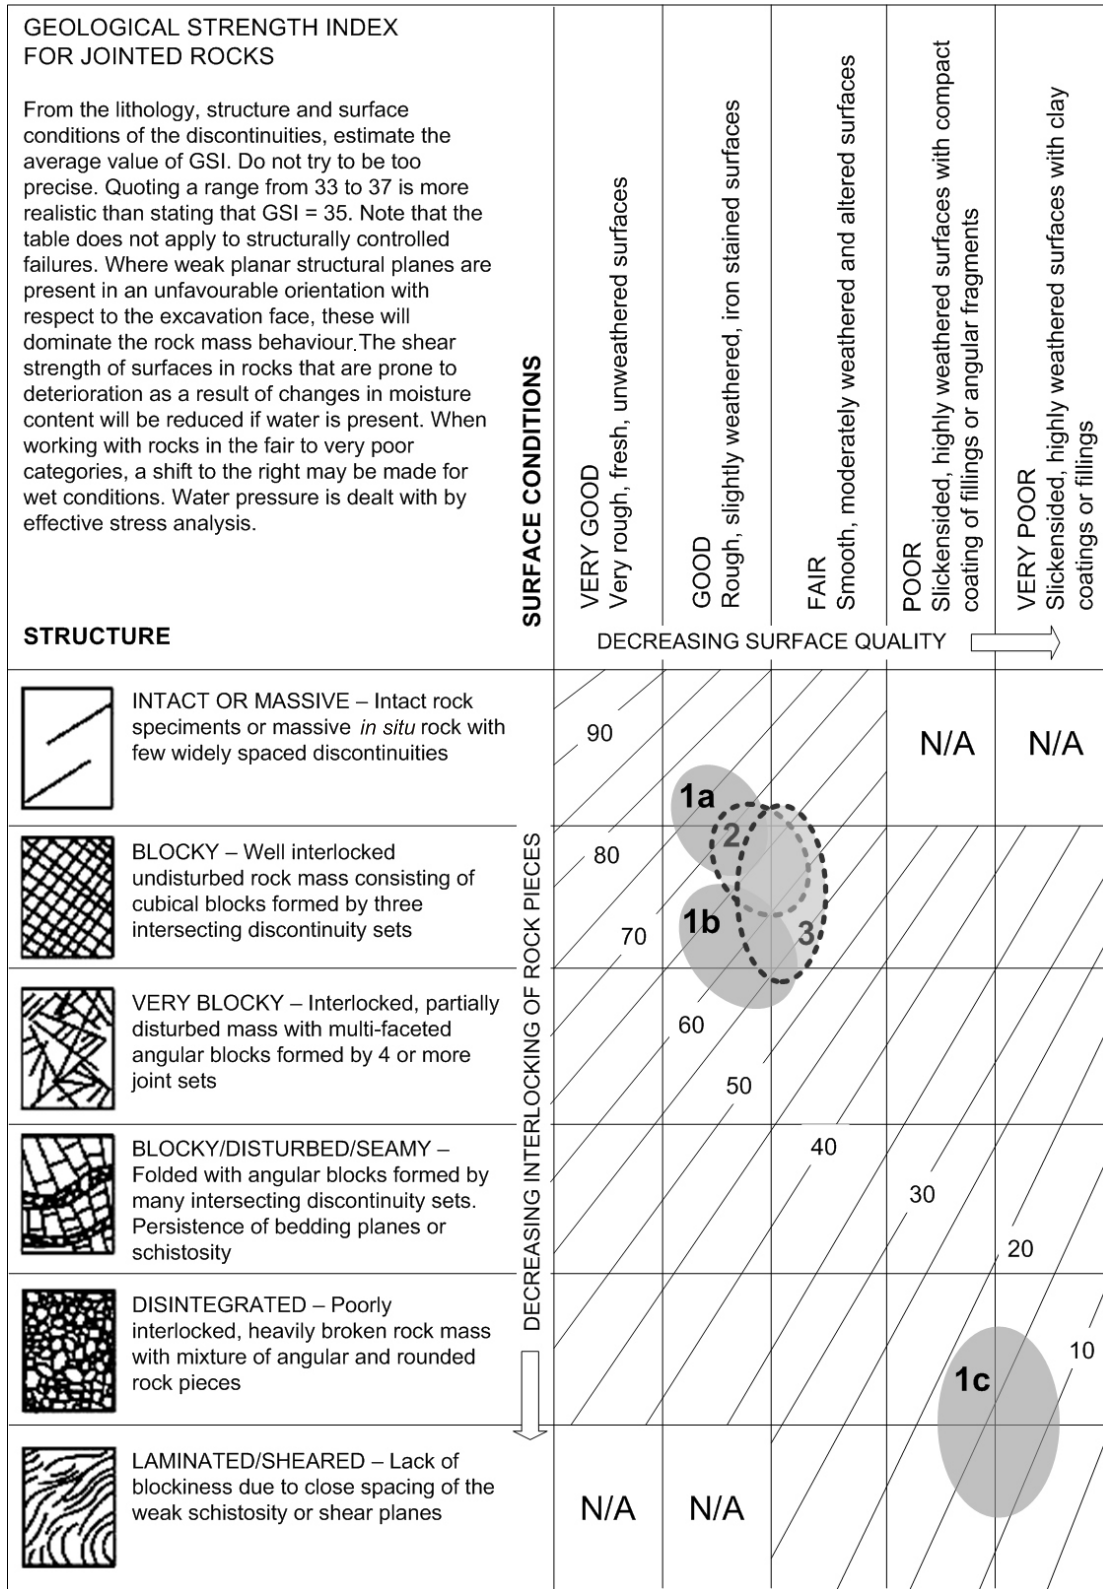 GEOLOGICAL STRENGTH INDEX
FOR JOINTED ROCKS
From the lithology, structure and surface
conditions of the discontinuities, estimate the
average value of GSI. Do not try to be too
precise. Quoting a range from 33 to 37 is more
realistic than stating that GSI = 35. Note that the
table does not apply to structurally controlled
failures. Where weak planar structural planes are
present in an unfavourable orientation with
respect to the excavation face, these will
dominate the rock mass behaviour.The shear
strength of surfaces in rocks that are prone to
deterioration as a result of changes in moisture
content will be reduced if water is present. When
working with rocks in the fair to very poor
categories, a shift to the right may be made for
wet conditions. Water pressure is dealt with by
effective stress analysis.
STRUCTURE
SURFACE CONDITIONS
VERY GOOD
Very rough, fresh, unweathered surfaces
GOOD
Rough, slightly weathered, iron stained surfaces
FAIR
Smooth, moderately weathered and altered surfaces
POOR
Slickensided, highly weathered surfaces with compact
coating of fillings or angular fragments
VERY POOR
Slickensided, highly weathered surfaces with clay
coatings or fillings
DECREASING SURFACE QUALITY
INTACT OR MASSIVE – Intact rock
speciments or massive in situ rock with
few widely spaced discontinuities
BLOCKY – Well interlocked
undisturbed rock mass consisting of
cubical blocks formed by three
intersecting discontinuity sets
VERY BLOCKY – Interlocked, partially
disturbed mass with multi-faceted
angular blocks formed by 4 or more
joint sets
BLOCKY/DISTURBED/SEAMY –
Folded with angular blocks formed by
many intersecting discontinuity sets.
Persistence of bedding planes or
schistosity
DISINTEGRATED – Poorly
interlocked, heavily broken rock mass
with mixture of angular and rounded
rock pieces
LAMINATED/SHEARED – Lack of
blockiness due to close spacing of the
weak schistosity or shear planes
DECREASING INTERLOCKING OF ROCK PIECES
90
N/A
N/A
1a
2
80
1b
3
70
60
50
40
30
20
10
1c
N/A
N/A